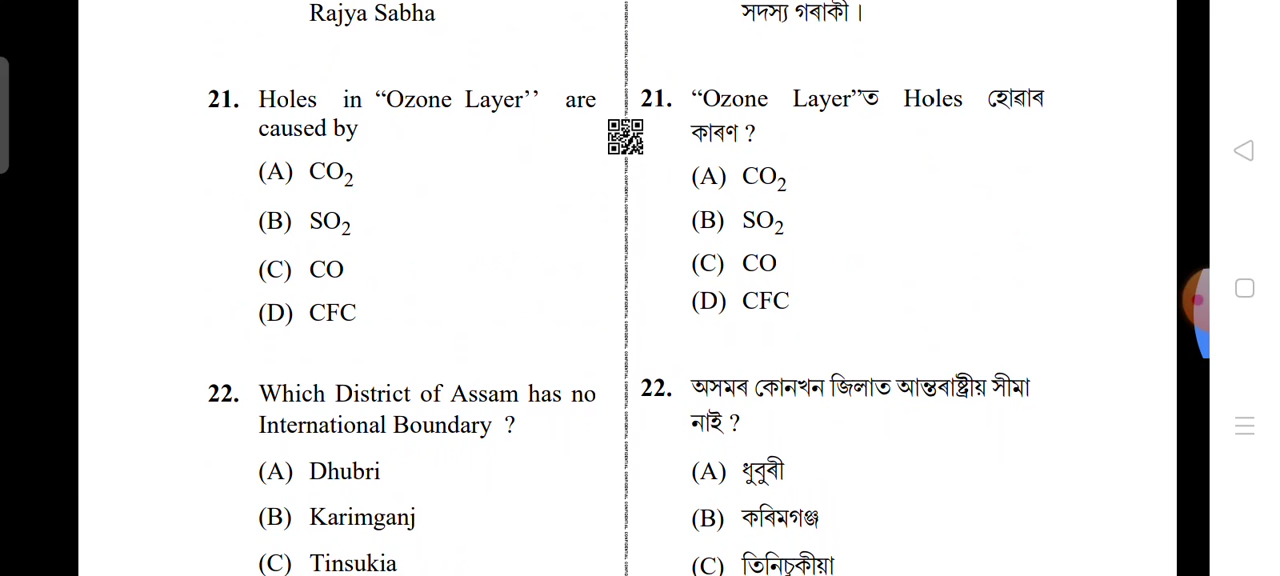 Rajya Sabha
21. Holes in “Ozone Layer’’ are
caused by
(A) CO₂
(B) SO₂
(C) CO
(D) CFC
22. Which District of Assam has no
International Boundary ?
(A) Dhubri
(B) Karimganj
(C) Tinsukia
সদস্য গৰাকী ।
21. “Ozone Layer”ত Holes হোৱাৰ
কাৰণ ?
(A) CO₂
(B) SO₂
(C) CO
(D) CFC
22. অসমৰ কোনখন জিলাত আন্তৰাষ্ট্ৰীয় সীমা
নাই ?
(A) ধুবুৰী
(B) কৰিমগঞ্জ
(C) তিনিচুকীয়া